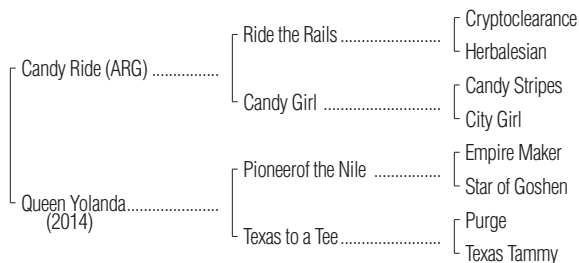 Cryptoclearance
Ride the Rails
Herbalesian
Candy Ride (ARG)
Candy Stripes
Candy Girl
City Girl
Empire Maker
Pioneerof the Nile
Star of Goshen
Queen Yolanda
(2014)
Purge
Texas to a Tee
Texas Tammy